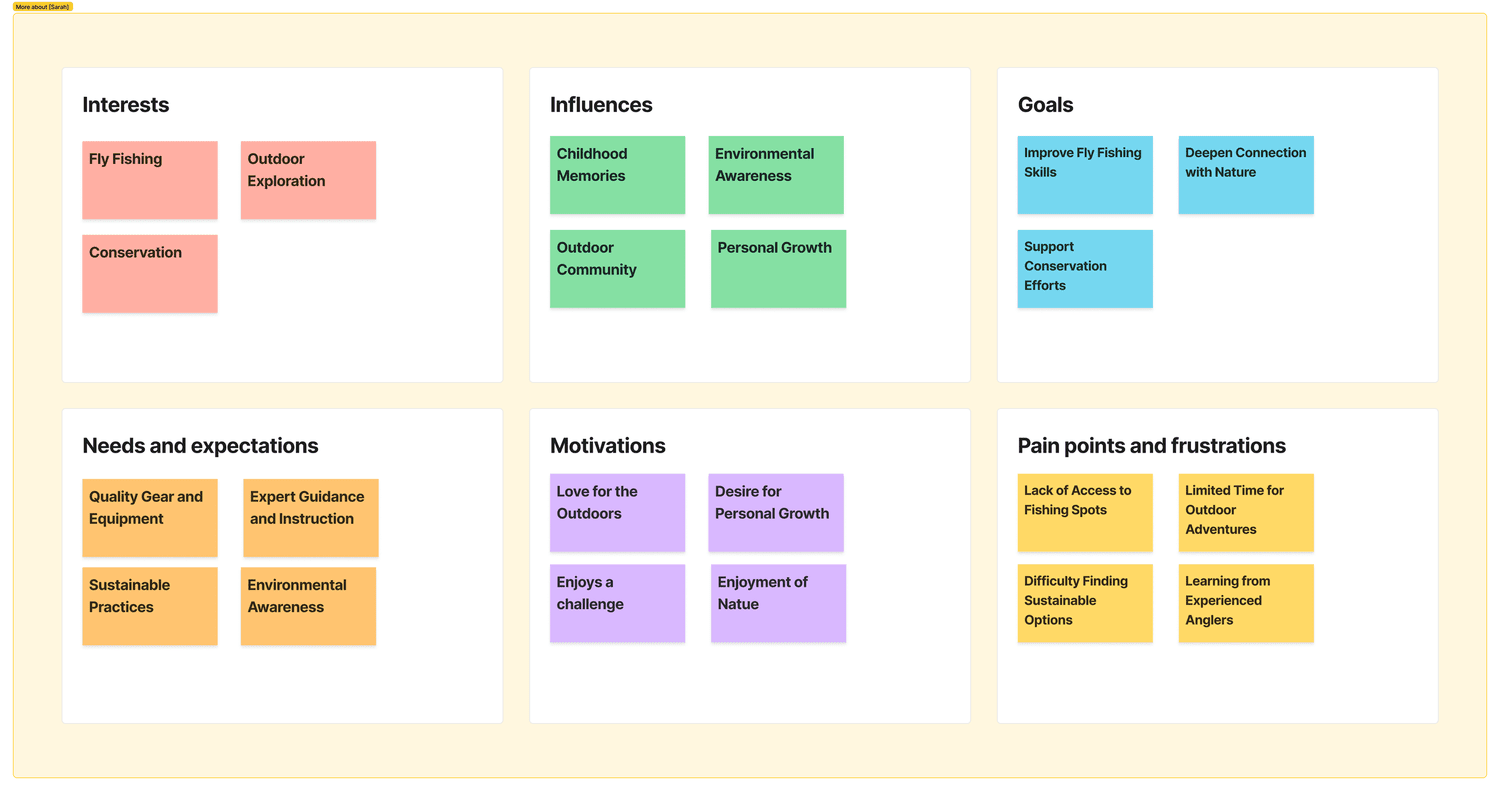 More about [Sarah]
Interests
Fly Fishing
Outdoor
Exploration
Conservation
Influences
Childhood
Memories
Environmental
Awareness
Outdoor
Community
Personal Growth
Goals
Improve Fly Fishing
Skills
Deepen Connection
with Nature
Support
Conservation
Efforts
Needs and expectations
Quality Gear and
Equipment
Expert Guidance
and Instruction
Sustainable
Practices
Environmental
Awareness
Motivations
Love for the
Outdoors
Desire for
Personal Growth
Enjoys a
challenge
Enjoyment of
Natue
Pain points and frustrations
Lack of Access to
Fishing Spots
Limited Time for
Outdoor
Adventures
Difficulty Finding
Sustainable
Options
Learning from
Experienced
Anglers